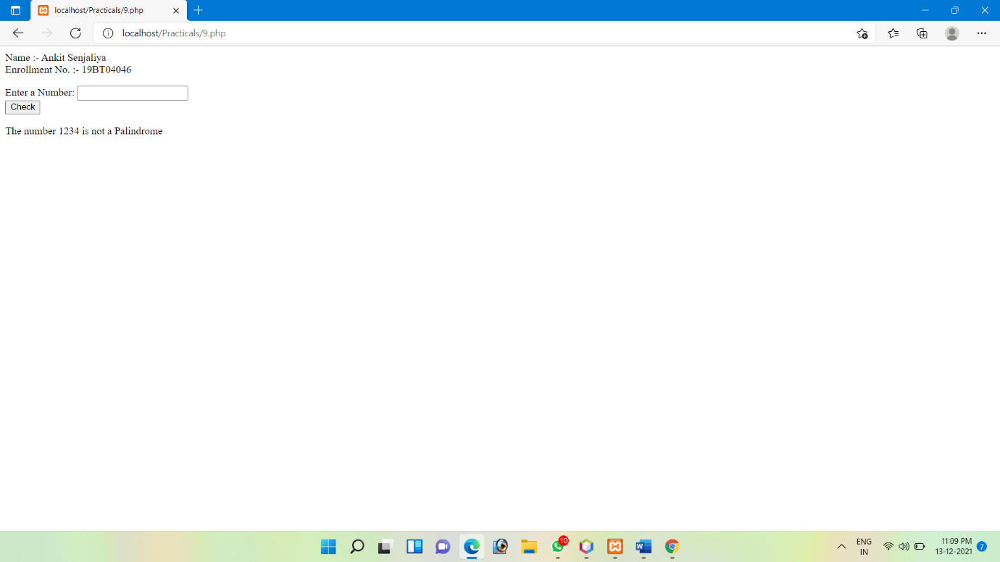 localhost/Practicals/9.php
localhost/Practicals/9.php
Name :- Ankit Senjaliya
Enrollment No. :- 19BT04046
Enter a Number:
Check
The number 1234 is not a Palindrome
10
ENG
IN
11:09 PM
13-12-2021
7